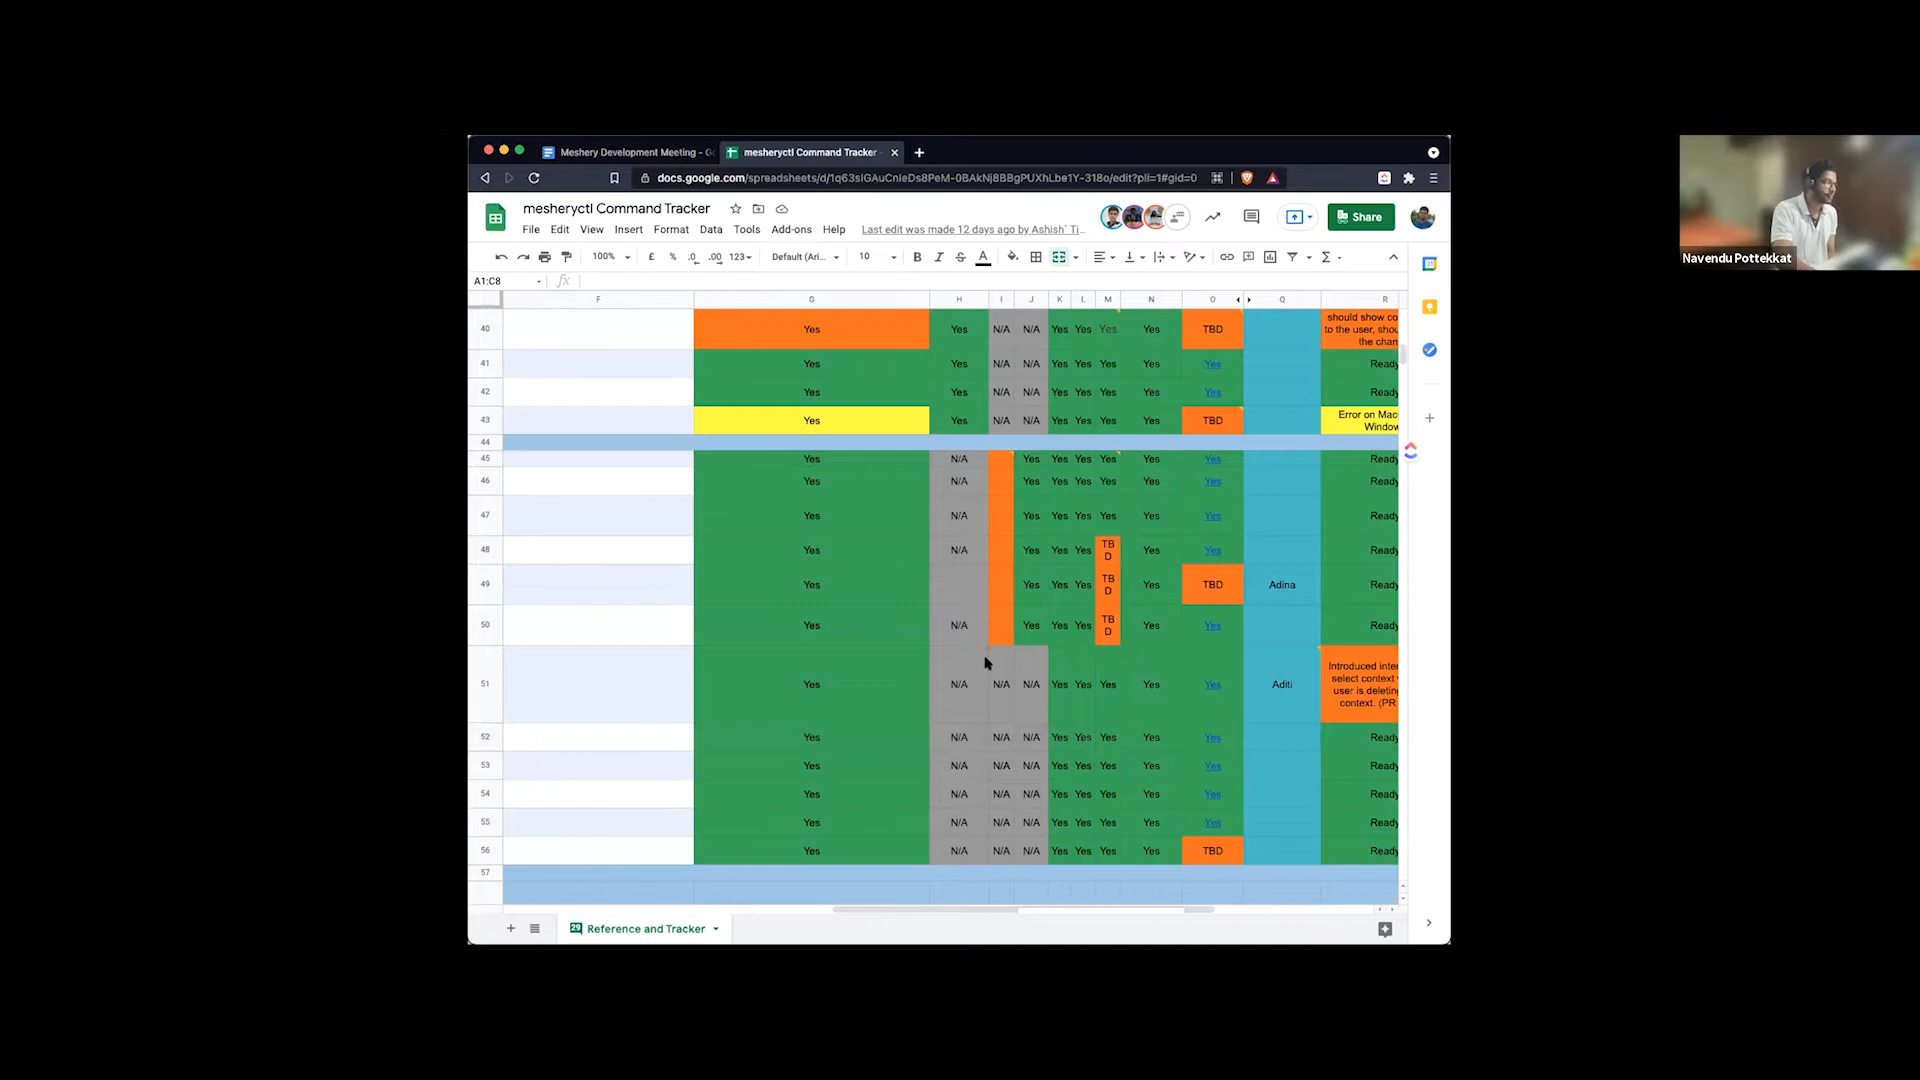 Meshery Development Meeting - G
mesheryctl Command Tracker
docs.google.com/spreadsheets/d/1q63sIGAuCnIeDs8PeM-0BAkNj8BBgPUXhLbe1Y-318o/edit?pli=1#gid=0
mesheryctl Command Tracker
Share
File Edit View Insert Format Data Tools Add-ons Help Last edit was made 12 days ago by Ashish` Ti...
100% £ % .0 .00 123 Default (Ari... 10 B I S A
A1:C8 fx
F G H I J K L M N O Q R
40 Yes Yes N/A N/A Yes Yes Yes Yes TBD
should show co
to the user, shou
the chan
41 Yes Yes N/A N/A Yes Yes Yes Yes Yes Ready
42 Yes Yes N/A N/A Yes Yes Yes Yes Yes Ready
43 Yes Yes N/A N/A Yes Yes Yes Yes TBD
Error on Mac
Window
44
45 Yes N/A Yes Yes Yes Yes Yes Yes Ready
46 Yes N/A Yes Yes Yes Yes Yes Yes Ready
47 Yes N/A Yes Yes Yes Yes Yes Yes Ready
48 Yes N/A Yes Yes Yes TBD Yes Yes Ready
49 Yes Yes Yes Yes TBD Yes TBD Adina Ready
50 Yes N/A Yes Yes Yes TBD Yes Yes Ready
51 Yes N/A N/A N/A Yes Yes Yes Yes Yes Aditi
Introduced inter
select context
user is deletin
context. (PR
52 Yes N/A N/A N/A Yes Yes Yes Yes Yes Ready
53 Yes N/A N/A N/A Yes Yes Yes Yes Yes Ready
54 Yes N/A N/A N/A Yes Yes Yes Yes Yes Ready
55 Yes N/A N/A N/A Yes Yes Yes Yes Yes Ready
56 Yes N/A N/A N/A Yes Yes Yes Yes TBD Ready
57
Reference and Tracker
Navendu Pottekkat